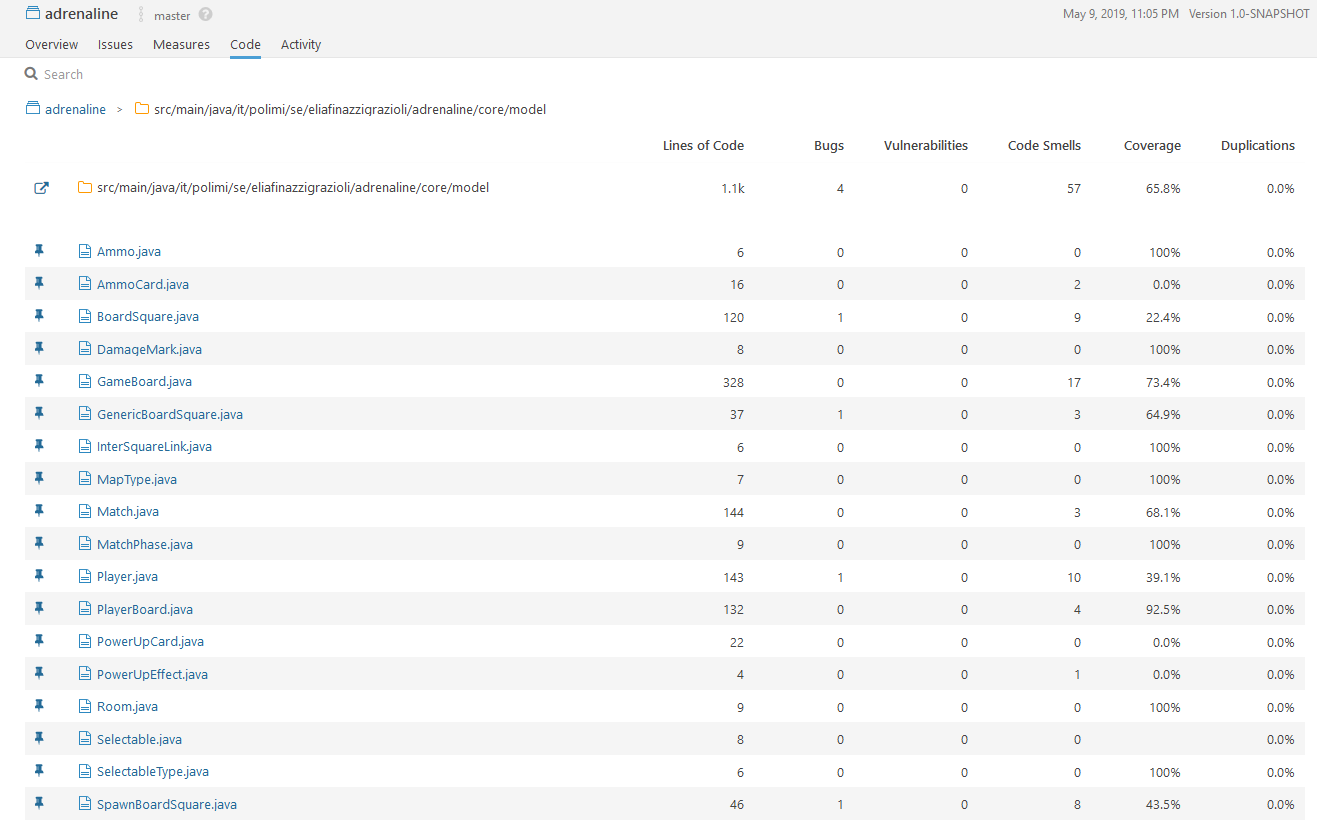 adrenaline master ? May 9, 2019, 11:05 PM Version 1.0-SNAPSHOT
Overview Issues Measures Code Activity
Search
adrenaline > src/main/java/it/polimi/se/eliafinazzigrazioli/adrenaline/core/model
Lines of Code Bugs Vulnerabilities Code Smells Coverage Duplications
src/main/java/it/polimi/se/eliafinazzigrazioli/adrenaline/core/model 1.1k 4 0 57 65.8% 0.0%
Ammo.java 6 0 0 0 100% 0.0%
AmmoCard.java 16 0 0 2 0.0% 0.0%
BoardSquare.java 120 1 0 9 22.4% 0.0%
DamageMark.java 8 0 0 0 100% 0.0%
GameBoard.java 328 0 0 17 73.4% 0.0%
GenericBoardSquare.java 37 1 0 3 64.9% 0.0%
InterSquareLink.java 6 0 0 0 100% 0.0%
MapType.java 7 0 0 0 100% 0.0%
Match.java 144 0 0 3 68.1% 0.0%
MatchPhase.java 9 0 0 0 100% 0.0%
Player.java 143 1 0 10 39.1% 0.0%
PlayerBoard.java 132 0 0 4 92.5% 0.0%
PowerUpCard.java 22 0 0 0 0.0% 0.0%
PowerUpEffect.java 4 0 0 1 0.0% 0.0%
Room.java 9 0 0 0 100% 0.0%
Selectable.java 8 0 0 0 0.0%
SelectableType.java 6 0 0 0 100% 0.0%
SpawnBoardSquare.java 46 1 0 8 43.5% 0.0%